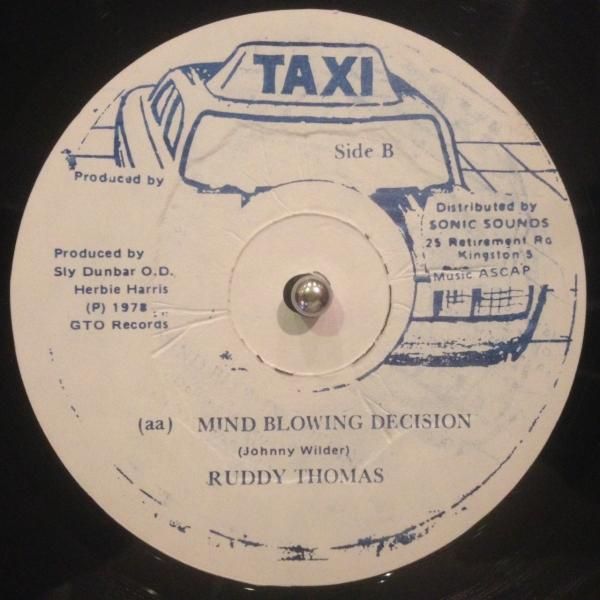 TAXI
Side B
Produced by
Distributed by
SONIC SOUNDS
25 Retirement Ro
Kingston 5
Music ASCAP
Produced by
Sly Dunbar O.D.
Herbie Harris
(P) 1978
GTO Records
(aa) MIND BLOWING DECISION
(Johnny Wilder)
RUDDY THOMAS